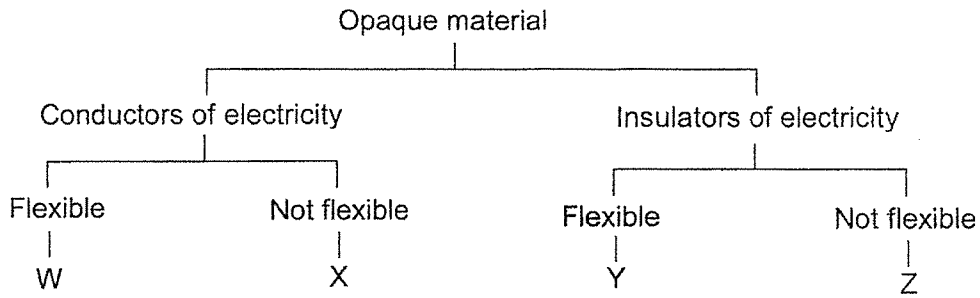 Opaque material
Conductors of electricity
Insulators of electricity
Flexible
Not flexible
Flexible
Not flexible
W
X
Y
Z